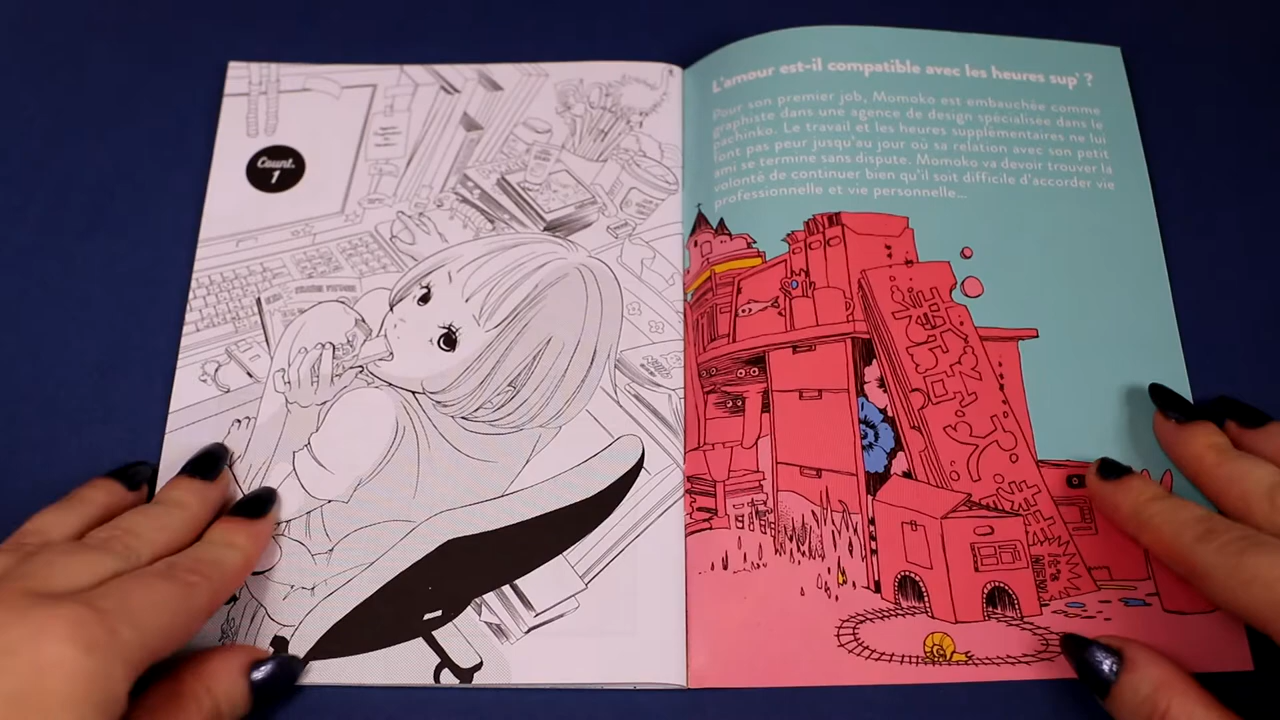 Count.
1
L'amour est-il compatible avec les heures sup' ?
Pour son premier job, Momoko est embauchée comme
graphiste dans une agence de design spécialisée dans le
pachinko. Le travail et les heures supplémentaires ne lui
font pas peur jusqu'au jour où sa relation avec son petit
ami se termine sans dispute. Momoko va devoir trouver la
volonté de continuer bien qu'il soit difficile d'accorder vie
professionnelle et vie personnelle...
IT'S
NEW